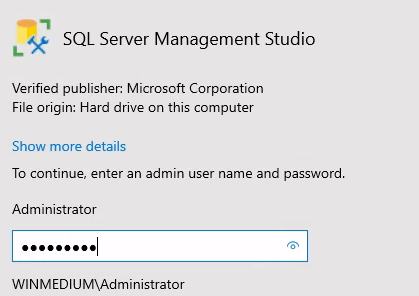 SQL Server Management Studio
Verified publisher: Microsoft Corporation
File origin: Hard drive on this computer
Show more details
To continue, enter an admin user name and password.
Administrator
●●●●●●●●●
WINMEDIUM\Administrator